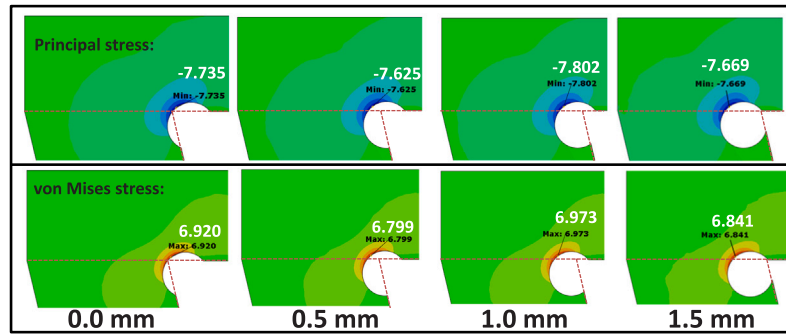 Principal stress:
-7.735
Min: -7.735
-7.625
Min: -7.625
-7.802
Min: -7.802
-7.669
Min: -7.669
von Mises stress:
6.920
Max: 6.920
6.799
Max: 6.799
6.973
Max: 6.973
6.841
Max: 6.841
0.0 mm
0.5 mm
1.0 mm
1.5 mm